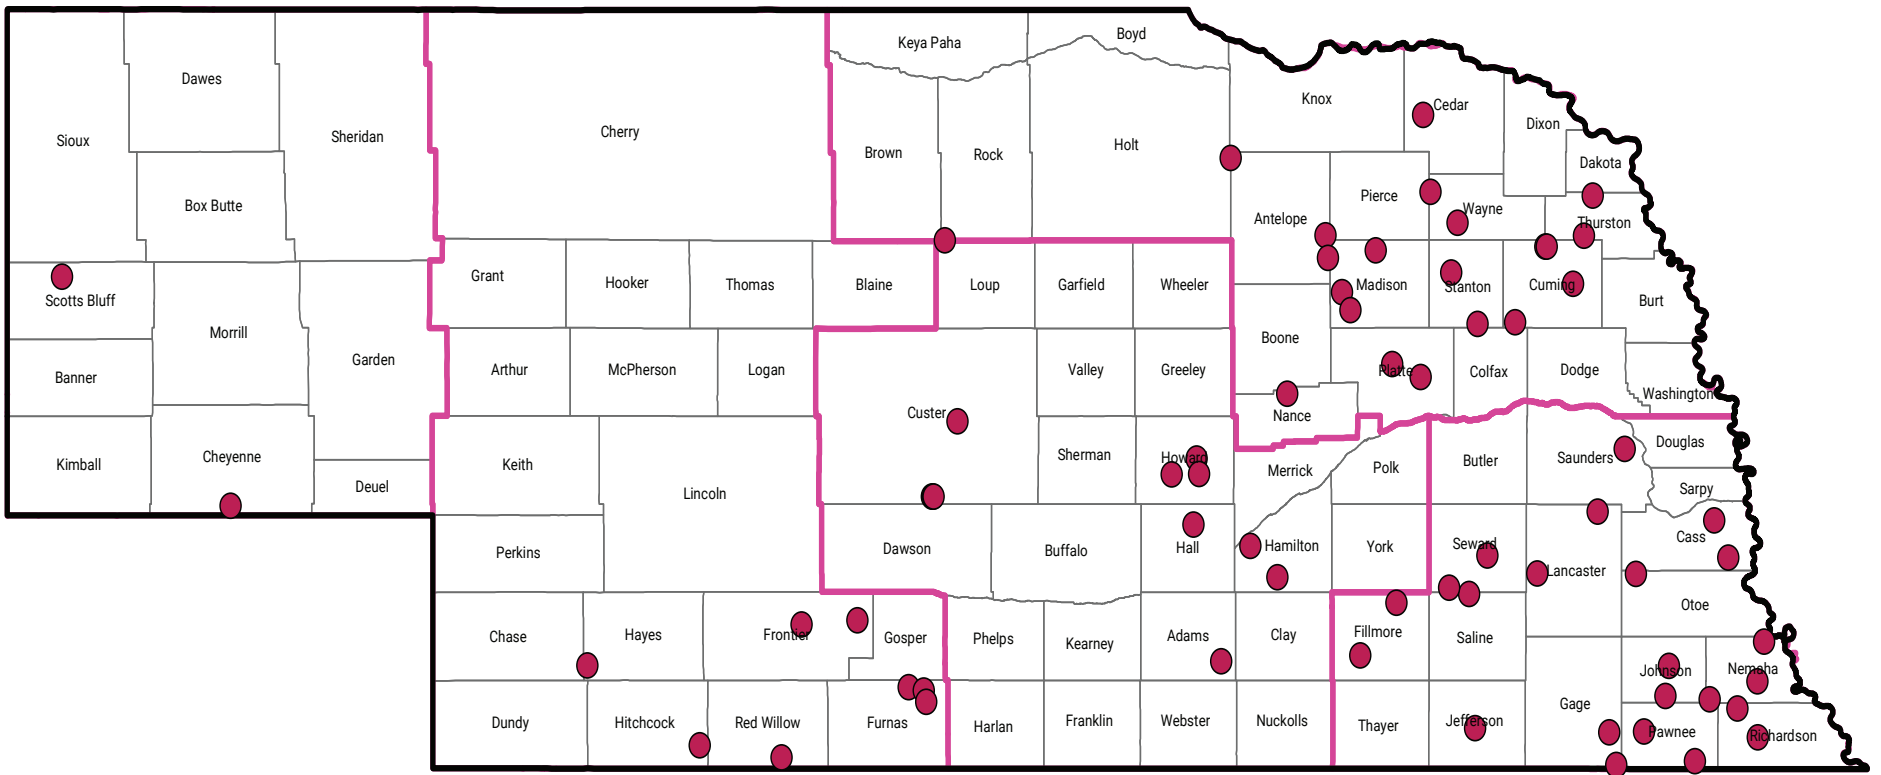 Boyd
Keya Paha
Dawes
Knox
Cedar
Dixon
Sioux
Sheridan
Cherry
Brown
Rock
Holt
Dakota
Box Butte
Pierce
Antelope
Wayne
Thurston
Grant
Hooker
Thomas
Blaine
Loup
Garfield
Wheeler
Madison
Stanton
Cuming
Burt
Scotts Bluff
Morrill
Garden
Boone
Banner
Arthur
McPherson
Logan
Valley
Greeley
Platte
Colfax
Dodge
Washington
Custer
Nance
Kimball
Cheyenne
Deuel
Keith
Lincoln
Sherman
Howard
Merrick
Polk
Butler
Saunders
Douglas
Sarpy
Perkins
Dawson
Buffalo
Hall
Hamilton
York
Seward
Lancaster
Cass
Otoe
Chase
Hayes
Frontier
Gosper
Phelps
Kearney
Adams
Clay
Fillmore
Saline
Johnson
Nemaha
Dundy
Hitchcock
Red Willow
Furnas
Harlan
Franklin
Webster
Nuckolls
Thayer
Jefferson
Gage
Pawnee
Richardson